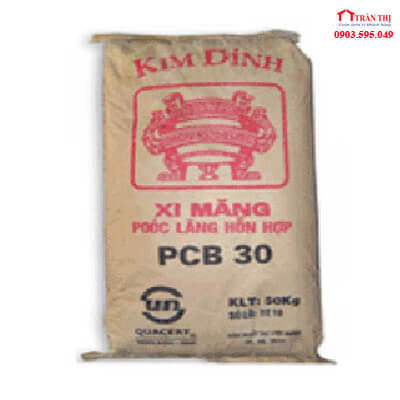 TRẦN THỊ
0903.595.049
KIM ĐỈNH
XI MĂNG
POÓC LĂNG HỖN HỢP
PCB 30
QUACERT
KLT: 50Kg